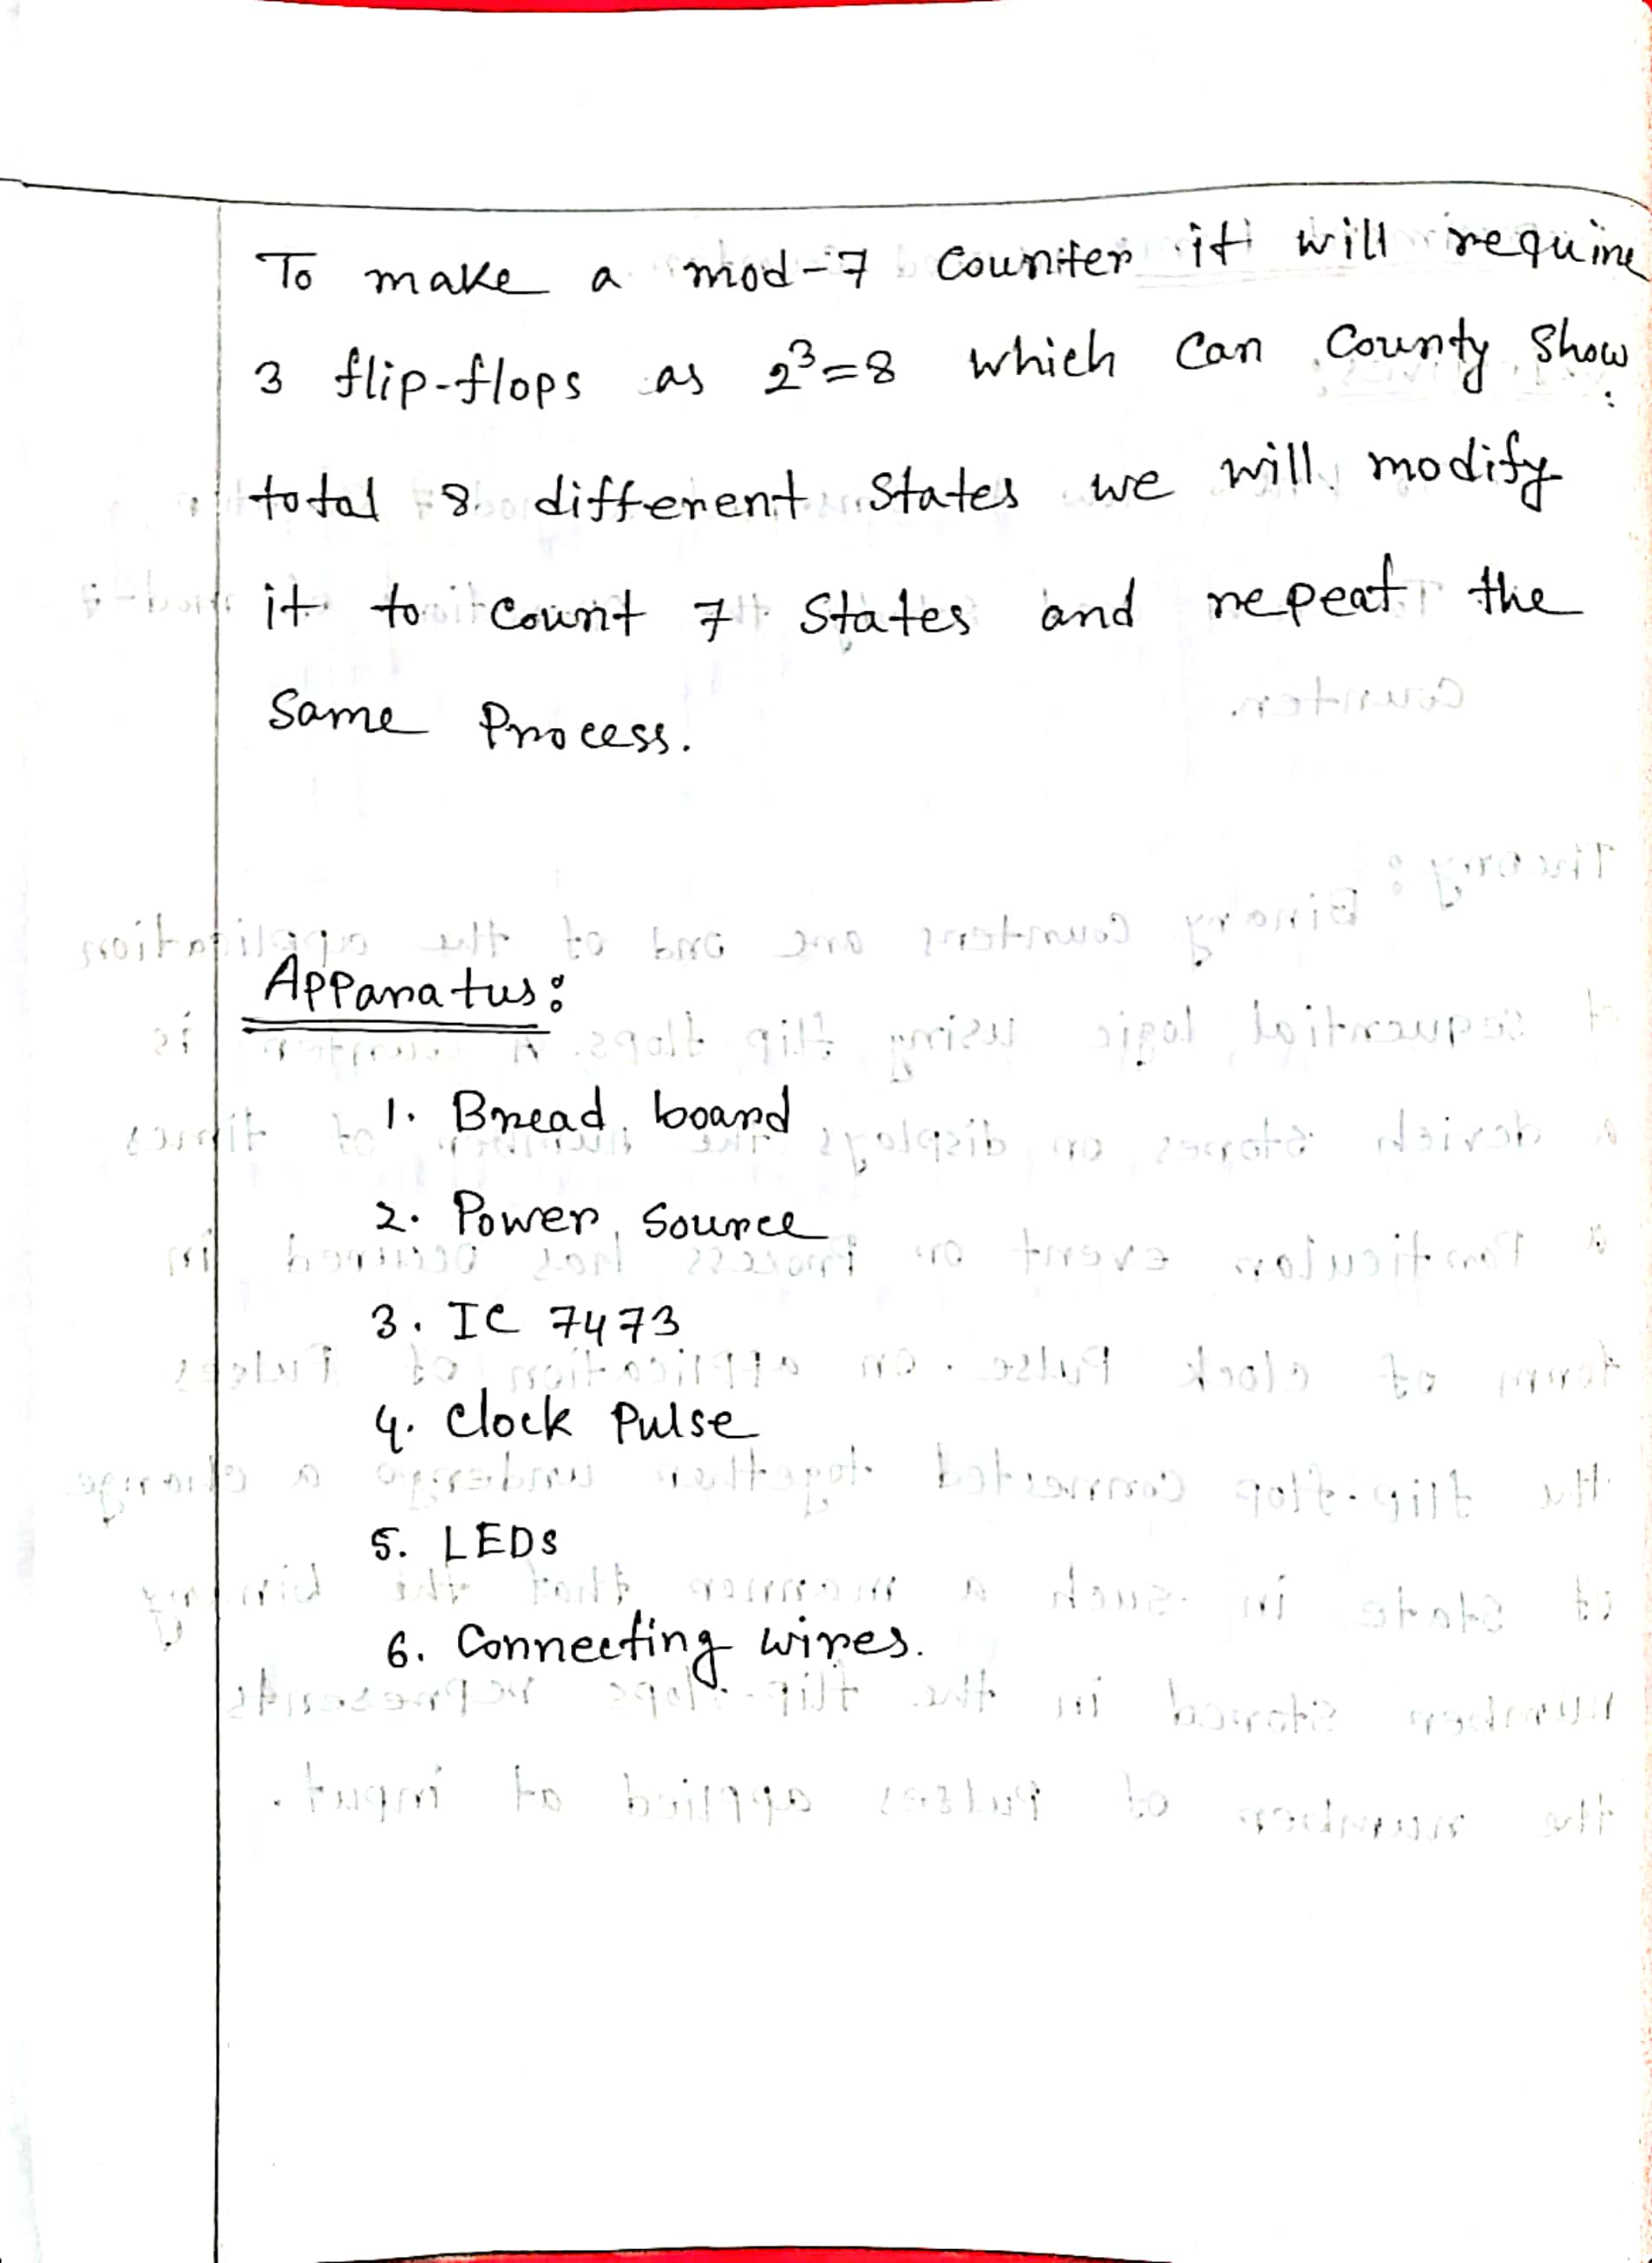 To make a mod-7 Counter it will require
3 flip-flops as 2³=8 which can County show
total 8 different states we will modify
it to count 7 states and repeat the
Same Process.
Apparatus:
1. Bread board
2. Power Source
3. IC 7473
4. Clock Pulse
5. LEDs
6. Connecting wires.